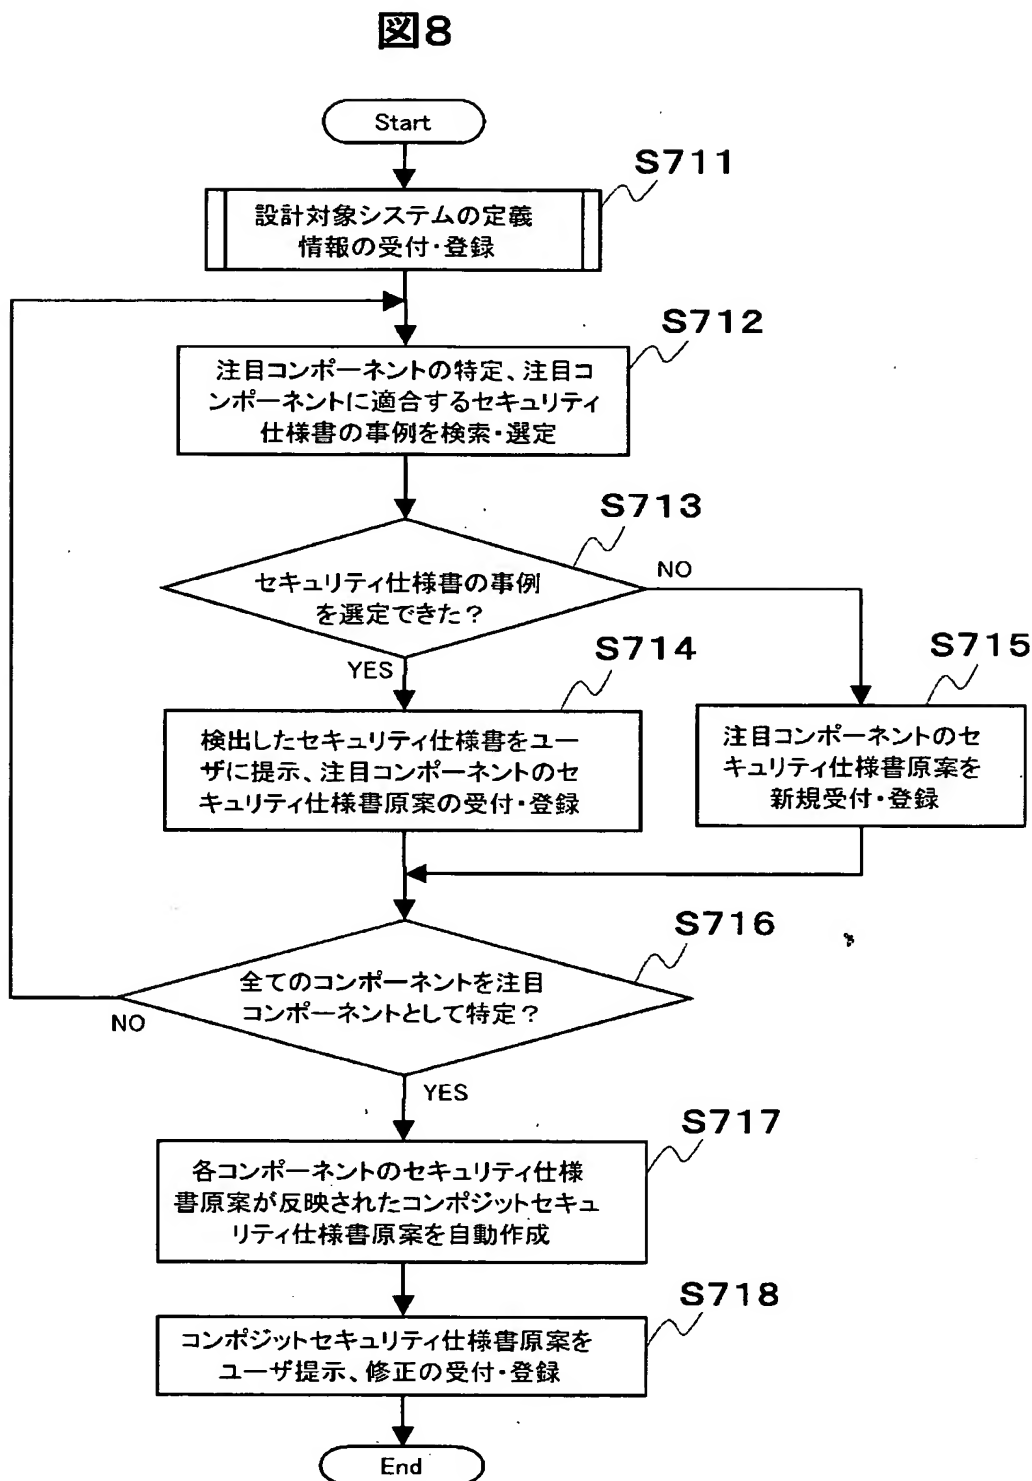 図8
Start
S711
設計対象システムの定義
情報の受付・登録
S712
注目コンポーネントの特定、注目コ
ンポーネントに適合するセキュリティ
仕様書の事例を検索・選定
S713
セキュリティ仕様書の事例
を選定できた？
NO
YES
S714
検出したセキュリティ仕様書をユー
ザに提示、注目コンポーネントのセ
キュリティ仕様書原案の受付・登録
S715
注目コンポーネントのセ
キュリティ仕様書原案を
新規受付・登録
S716
全てのコンポーネントを注目
コンポーネントとして特定？
NO
YES
S717
各コンポーネントのセキュリティ仕様
書原案が反映されたコンポジットセキュ
リティ仕様書原案を自動作成
S718
コンポジットセキュリティ仕様書原案を
ユーザ提示、修正の受付・登録
End